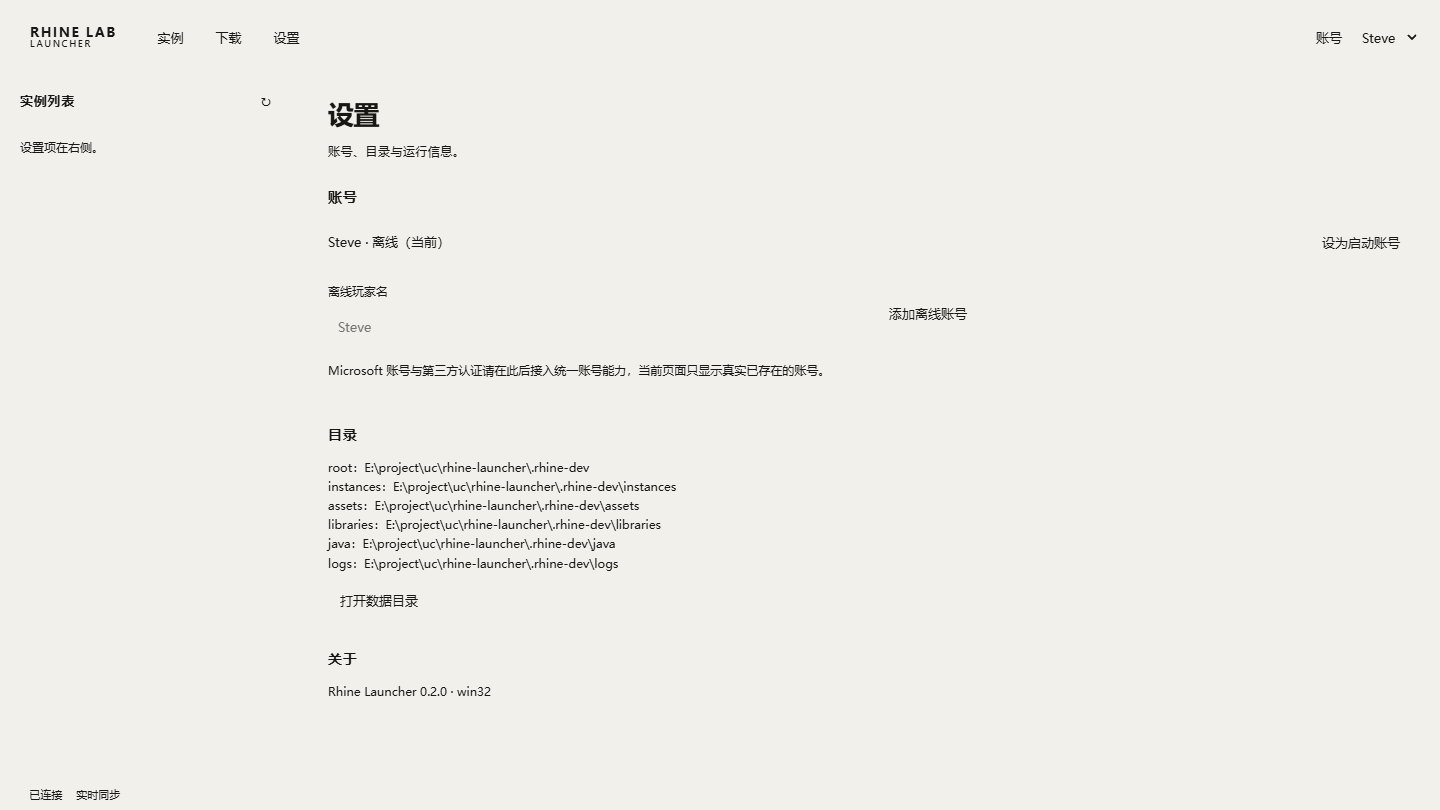 RHINE LAB
LAUNCHER
实例 下载 设置
账号 Steve
实例列表 ↻
设置项在右侧。
设置
账号、目录与运行信息。
账号
Steve · 离线（当前）
设为启动账号
离线玩家名
Steve
添加离线账号
Microsoft 账号与第三方认证请在此后接入统一账号能力，当前页面只显示真实已存在的账号。
目录
root：E:\project\uc\rhine-launcher\.rhine-dev
instances：E:\project\uc\rhine-launcher\.rhine-dev\instances
assets：E:\project\uc\rhine-launcher\.rhine-dev\assets
libraries：E:\project\uc\rhine-launcher\.rhine-dev\libraries
java：E:\project\uc\rhine-launcher\.rhine-dev\java
logs：E:\project\uc\rhine-launcher\.rhine-dev\logs
打开数据目录
关于
Rhine Launcher 0.2.0 · win32
已连接 实时同步